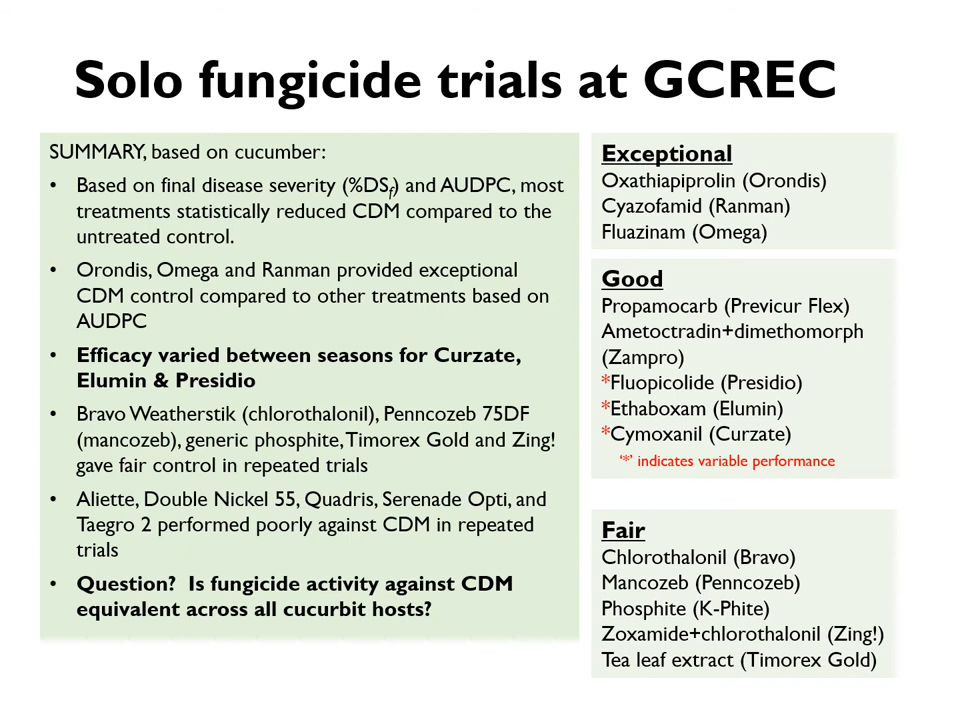 Solo fungicide trials at GCREC
SUMMARY, based on cucumber:
• Based on final disease severity (%DSf) and AUDPC, most
treatments statistically reduced CDM compared to the
untreated control.
• Orondis, Omega and Ranman provided exceptional
CDM control compared to other treatments based on
AUDPC
• Efficacy varied between seasons for Curzate,
Elumin & Presidio
• Bravo Weatherstik (chlorothalonil), Penncozeb 75DF
(mancozeb), generic phosphite, Timorex Gold and Zing!
gave fair control in repeated trials
• Aliette, Double Nickel 55, Quadris, Serenade Opti, and
Taegro 2 performed poorly against CDM in repeated
trials
• Question? Is fungicide activity against CDM
equivalent across all cucurbit hosts?
Exceptional
Oxathiapiprolin (Orondis)
Cyazofamid (Ranman)
Fluazinam (Omega)
Good
Propamocarb (Previcur Flex)
Ametoctradin+dimethomorph
(Zampro)
*Fluopicolide (Presidio)
*Ethaboxam (Elumin)
*Cymoxanil (Curzate)
‘*’ indicates variable performance
Fair
Chlorothalonil (Bravo)
Mancozeb (Penncozeb)
Phosphite (K-Phite)
Zoxamide+chlorothalonil (Zing!)
Tea leaf extract (Timorex Gold)